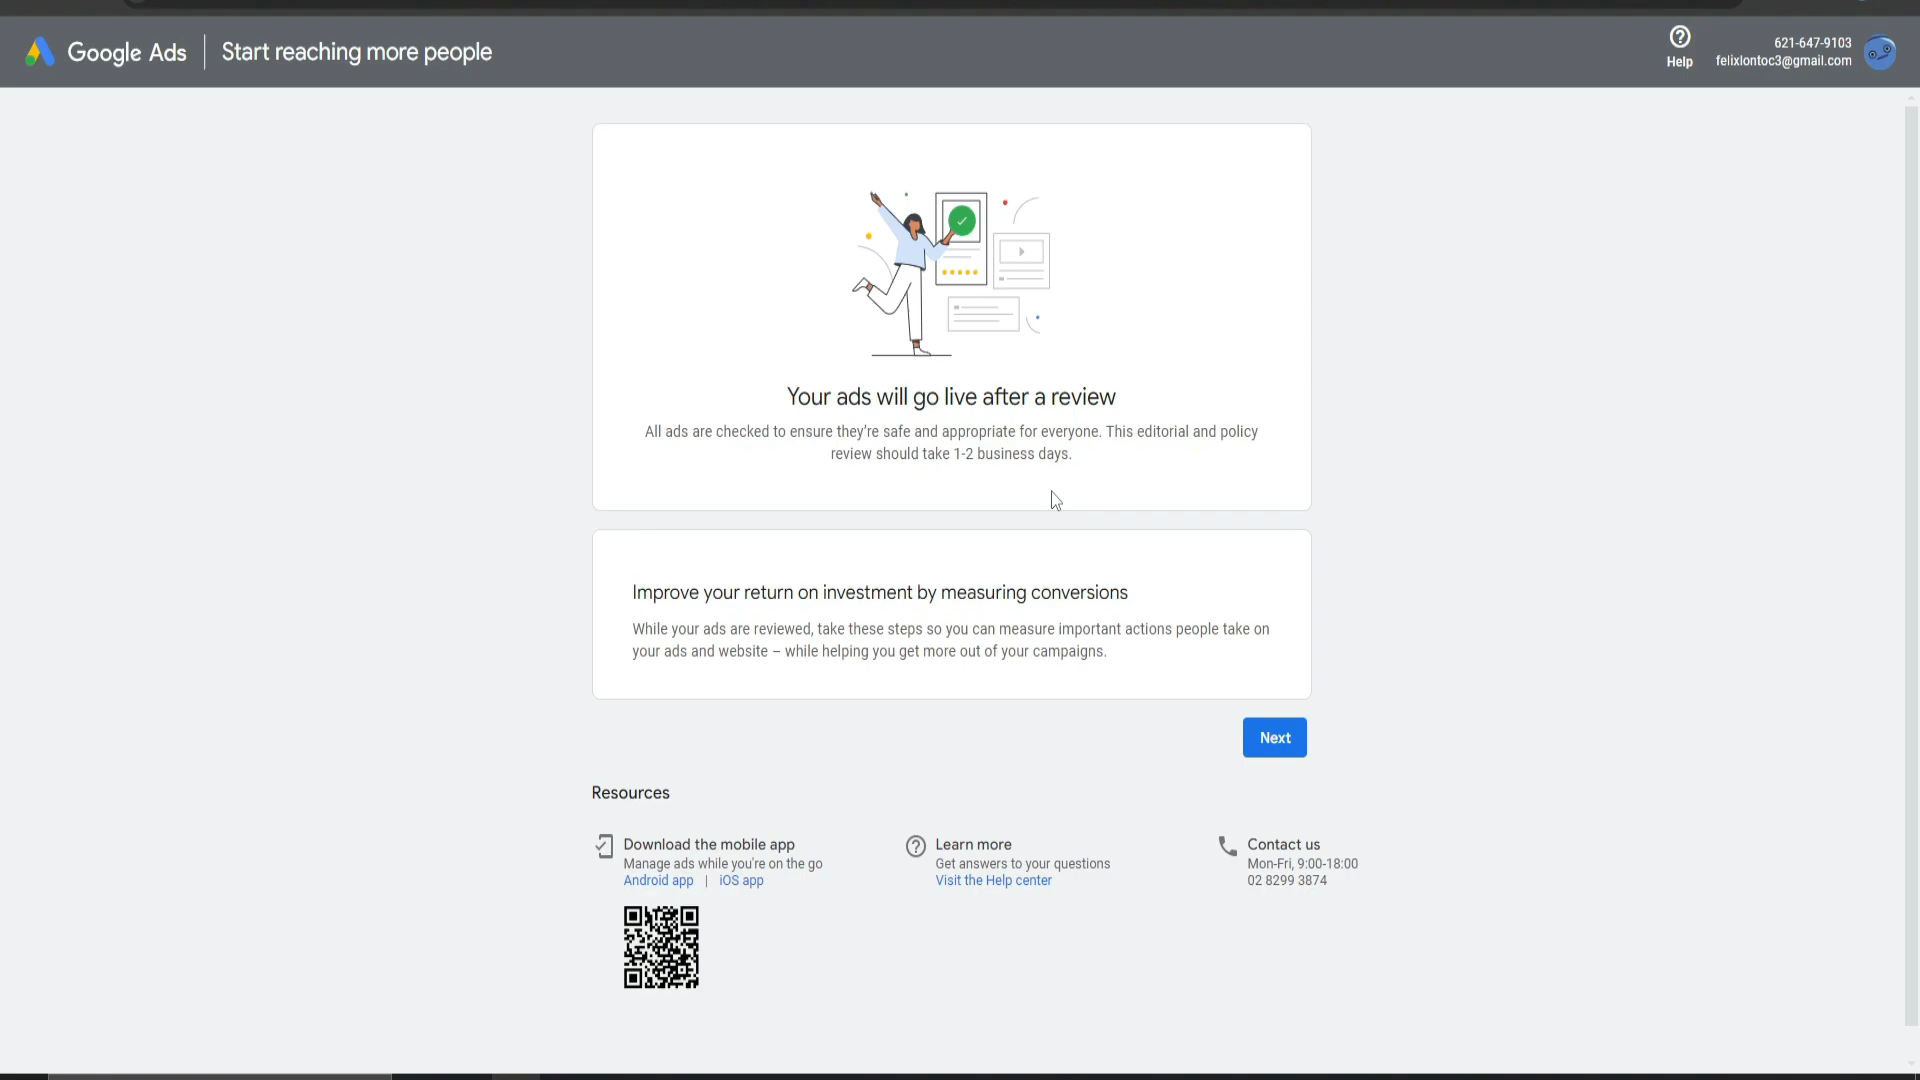 Google Ads
Start reaching more people
Help
621-647-9103
felixlontoc3@gmail.com
Your ads will go live after a review
All ads are checked to ensure they’re safe and appropriate for everyone. This editorial and policy
review should take 1-2 business days.
Improve your return on investment by measuring conversions
While your ads are reviewed, take these steps so you can measure important actions people take on
your ads and website – while helping you get more out of your campaigns.
Next
Resources
Download the mobile app
Manage ads while you're on the go
Android app | iOS app
Learn more
Get answers to your questions
Visit the Help center
Contact us
Mon-Fri, 9:00-18:00
02 8299 3874